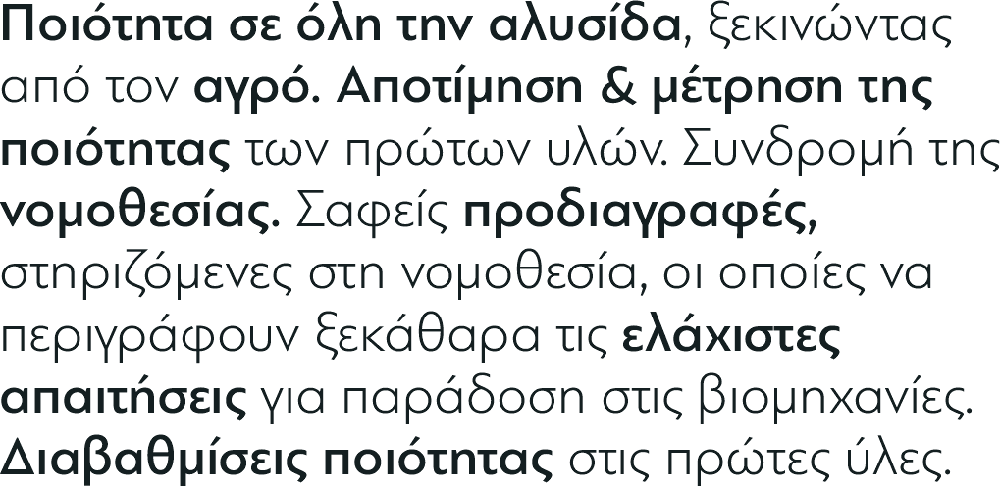 Ποιότητα σε όλη την αλυσίδα, ξεκινώντας
από τον αγρό. Αποτίμηση & μέτρηση της
ποιότητας των πρώτων υλών. Συνδρομή της
νομοθεσίας. Σαφείς προδιαγραφές,
στηριζόμενες στη νομοθεσία, οι οποίες να
περιγράφουν ξεκάθαρα τις ελάχιστες
απαιτήσεις για παράδοση στις βιομηχανίες.
Διαβαθμίσεις ποιότητας στις πρώτες ύλες.